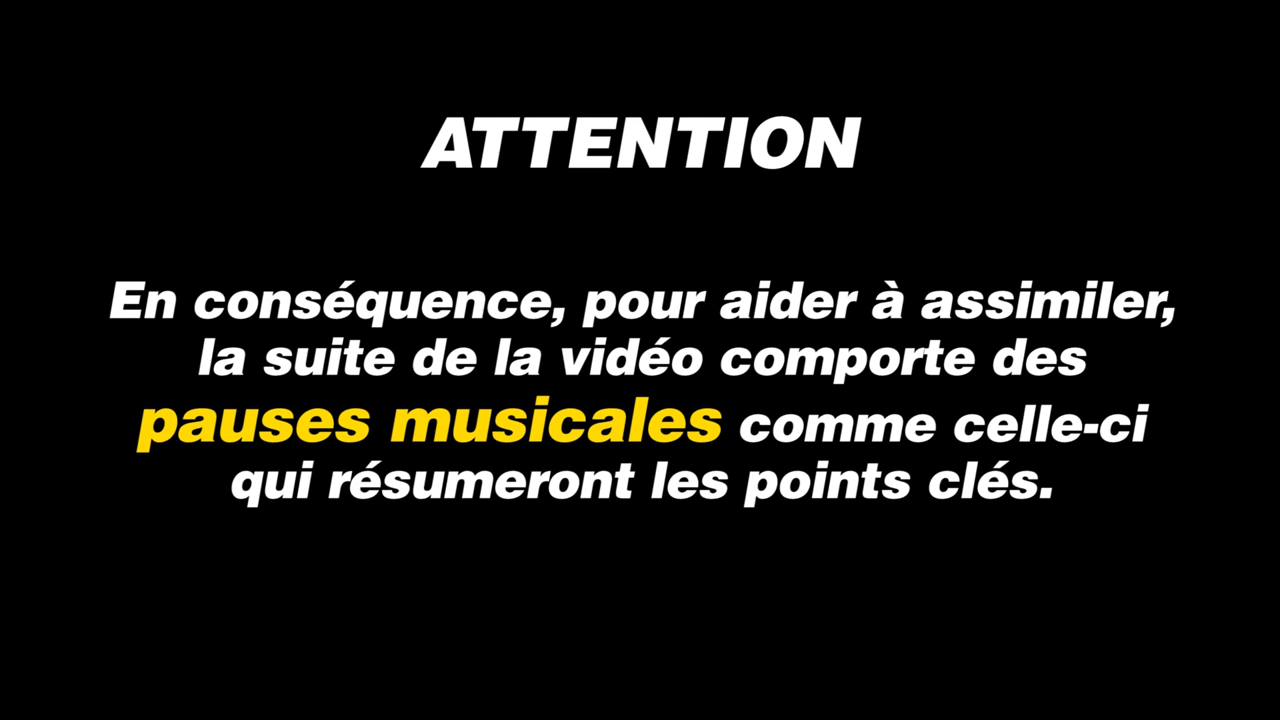 ATTENTION
En conséquence, pour aider à assimiler,
la suite de la vidéo comporte des
pauses musicales comme celle-ci
qui résumeront les points clés.